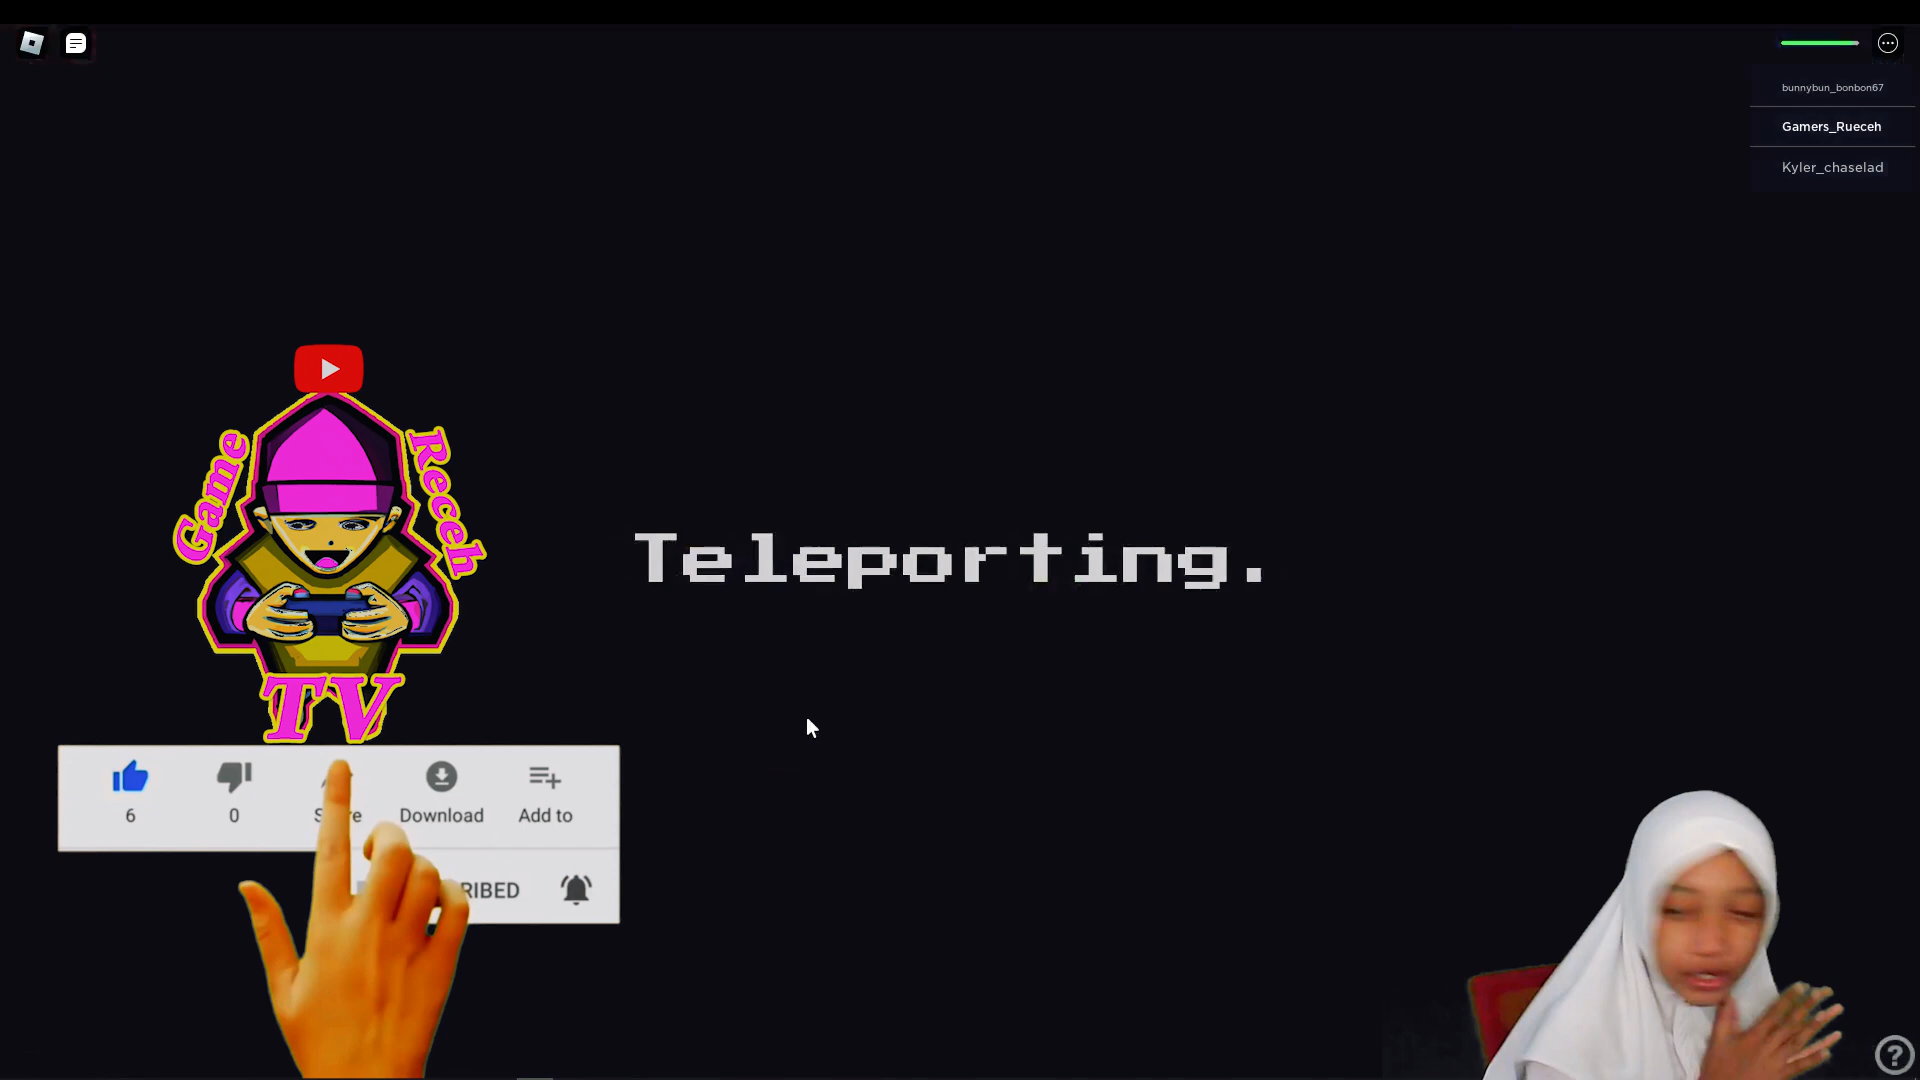 bunnybun_bonbon67
Gamers_Rueceh
Kyler_chaselad
Game Receh
TV
Teleporting.
6
0
Download
Add to
RIBED